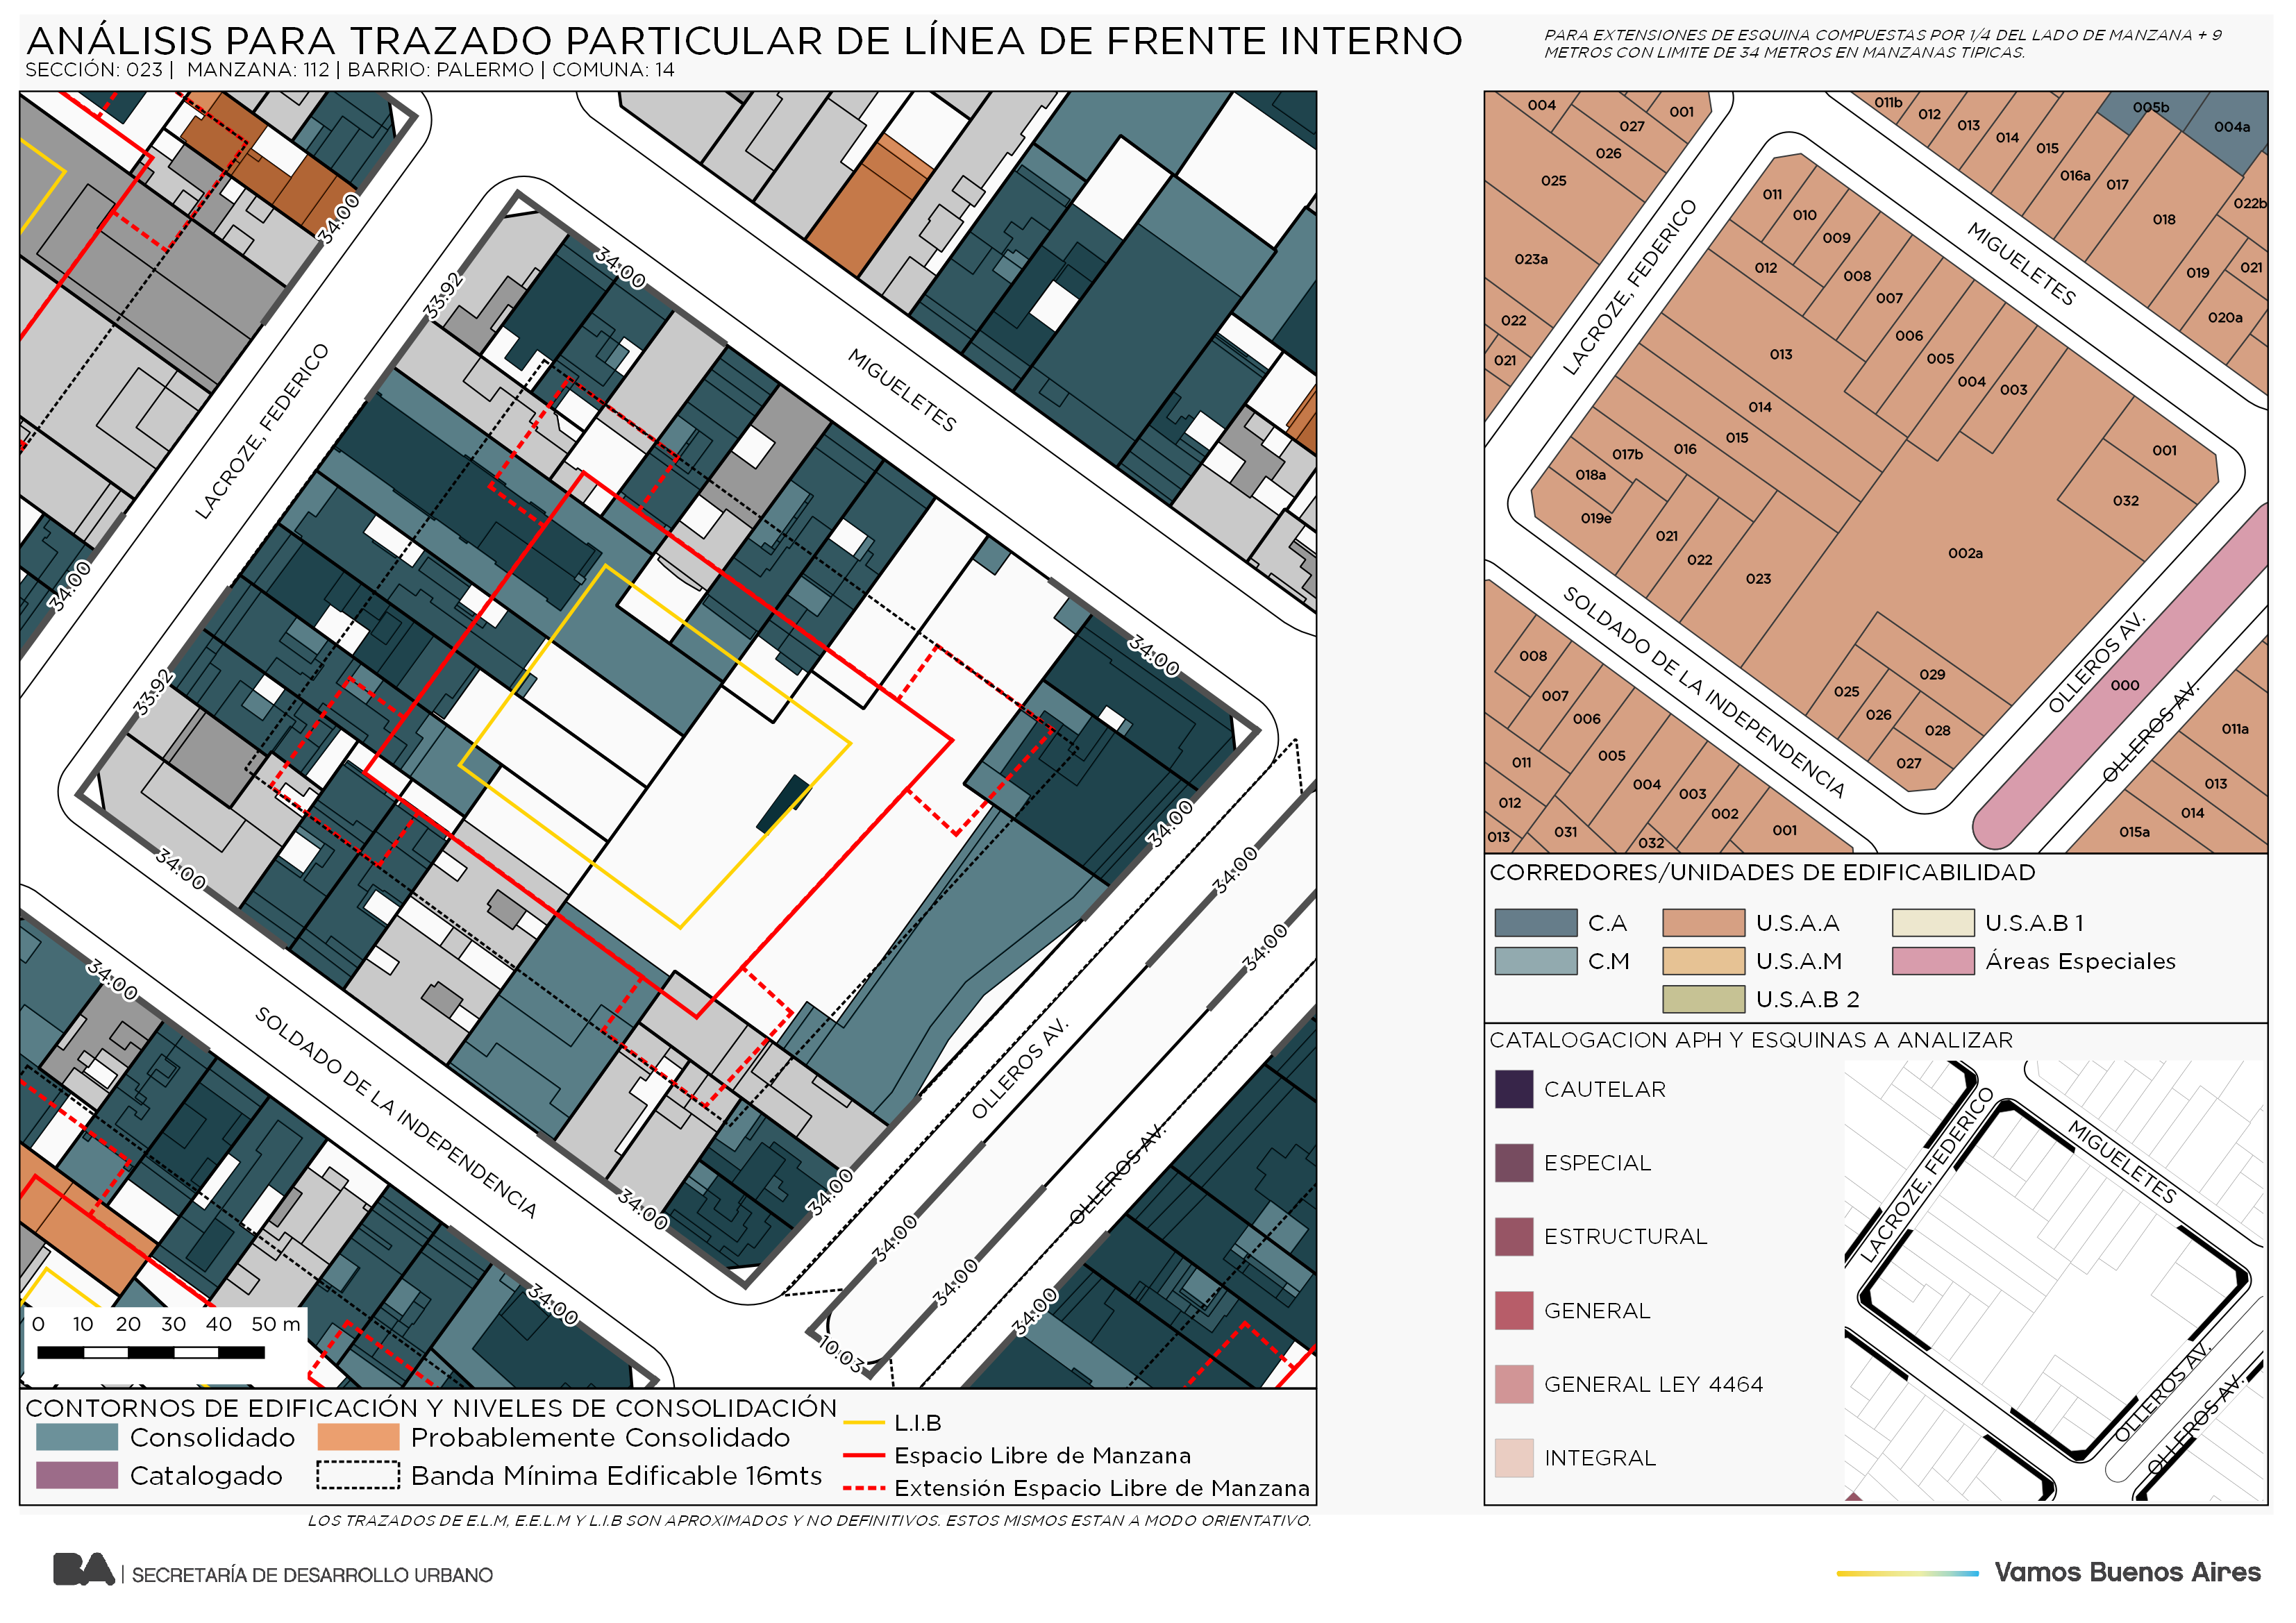 ANÁLISIS PARA TRAZADO PARTICULAR DE LÍNEA DE FRENTE INTERNO
SECCIÓN: 023 | MANZANA: 112 | BARRIO: PALERMO | COMUNA: 14
PARA EXTENSIONES DE ESQUINA COMPUESTAS POR 1/4 DEL LADO DE MANZANA + 9
METROS CON LIMITE DE 34 METROS EN MANZANAS TIPICAS.
34:00
34:00
33:92
MIGUELETES
LACROZE, FEDERICO
34:00
33:92
34:00
34:00
34:00
34:00
34:00
34:00
34:00
SOLDADO DE LA INDEPENDENCIA
OLLEROS AV.
OLLEROS AV.
34:00
34:00
34:00
34:00
34:00
34:00
10:03
0 10 20 30 40 50 m
CONTORNOS DE EDIFICACIÓN Y NIVELES DE CONSOLIDACIÓN
Consolidado
Probablemente Consolidado
Catalogado
Banda Mínima Edificable 16mts
L.I.B
Espacio Libre de Manzana
Extensión Espacio Libre de Manzana
LOS TRAZADOS DE E.L.M, E.E.L.M Y L.I.B SON APROXIMADOS Y NO DEFINITIVOS. ESTOS MISMOS ESTAN A MODO ORIENTATIVO.
004
001
027
026
025
023a
022
021
011b
012
013
014
015
016a
017
018
005b
004a
022b
019
021
020a
LACROZE, FEDERICO
MIGUELETES
011
010
009
012
008
007
006
005
004
003
013
014
015
016
017b
018a
019e
021
022
023
001
032
002a
025
026
029
028
027
SOLDADO DE LA INDEPENDENCIA
OLLEROS AV.
000
OLLEROS AV.
008
007
006
005
004
003
002
001
011
012
013
031
032
011a
013
014
015a
CORREDORES/UNIDADES DE EDIFICABILIDAD
C.A
U.S.A.A
U.S.A.B 1
C.M
U.S.A.M
Áreas Especiales
U.S.A.B 2
CATALOGACION APH Y ESQUINAS A ANALIZAR
CAUTELAR
ESPECIAL
ESTRUCTURAL
GENERAL
GENERAL LEY 4464
INTEGRAL
LACROZE, FEDERICO
MIGUELETES
OLLEROS AV.
OLLEROS AV.
BA | SECRETARÍA DE DESARROLLO URBANO
Vamos Buenos Aires